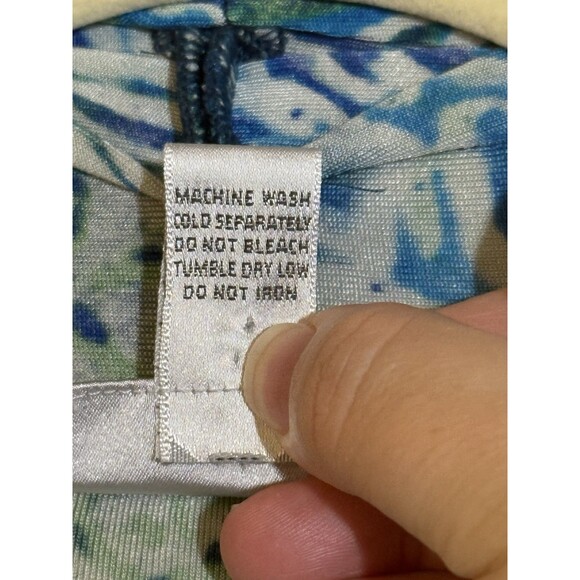 MACHINE WASH
COLD SEPARATELY
DO NOT BLEACH
TUMBLE DRY LOW
DO NOT IRON